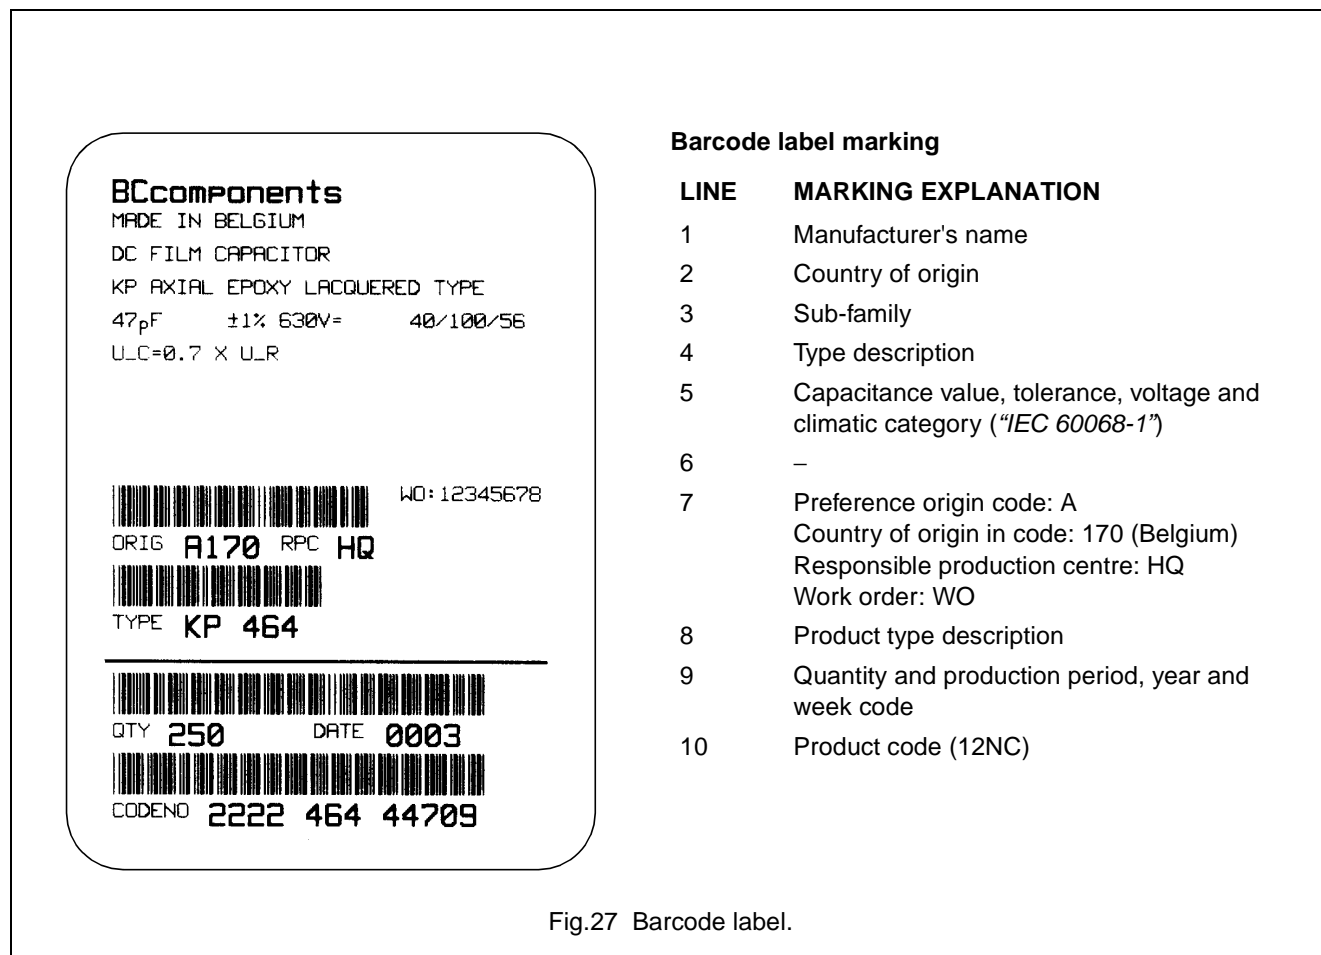 BCcomponents
MADE IN BELGIUM
DC FILM CAPACITOR
KP AXIAL EPOXY LACQUERED TYPE
47pF ±1% 630V= 40/100/56
U_C=0.7 X U_R
WO:12345678
ORIG A170 RPC HQ
TYPE KP 464
QTY 250 DATE 0003
CODENO 2222 464 44709
Barcode label marking
LINE MARKING EXPLANATION
1 Manufacturer's name
2 Country of origin
3 Sub-family
4 Type description
5 Capacitance value, tolerance, voltage and
climatic category (“IEC 60068-1”)
6 –
7 Preference origin code: A
Country of origin in code: 170 (Belgium)
Responsible production centre: HQ
Work order: WO
8 Product type description
9 Quantity and production period, year and
week code
10 Product code (12NC)
Fig.27 Barcode label.